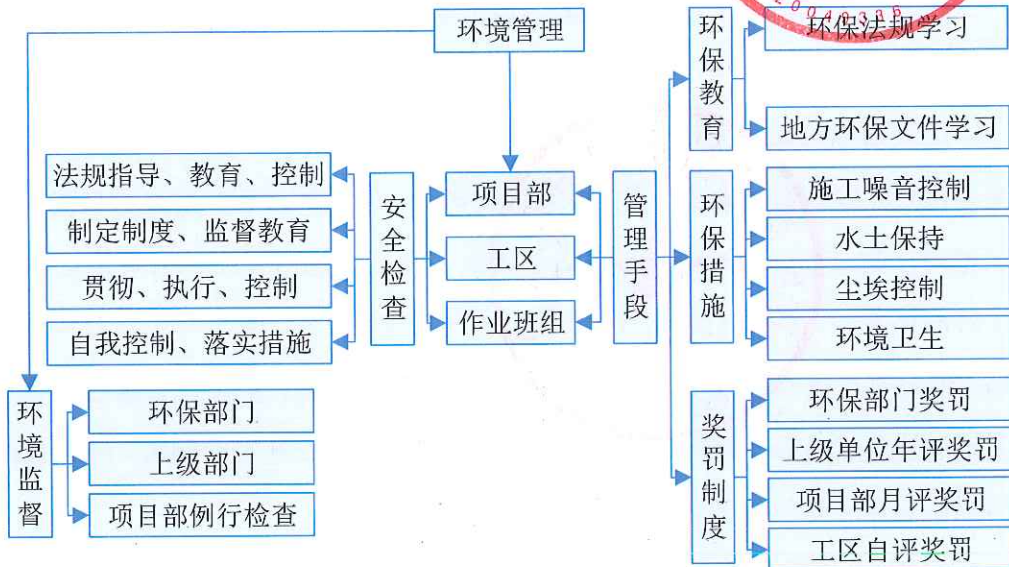 环境管理
环保教育
环保法规学习
地方环保文件学习
安全检查
法规指导、教育、控制
制定制度、监督教育
贯彻、执行、控制
自我控制、落实措施
项目部
工区
作业班组
管理手段
环保措施
施工噪音控制
水土保持
尘埃控制
环境卫生
环境监督
环保部门
上级部门
项目部例行检查
奖罚制度
环保部门奖罚
上级单位年评奖罚
项目部月评奖罚
工区自评奖罚